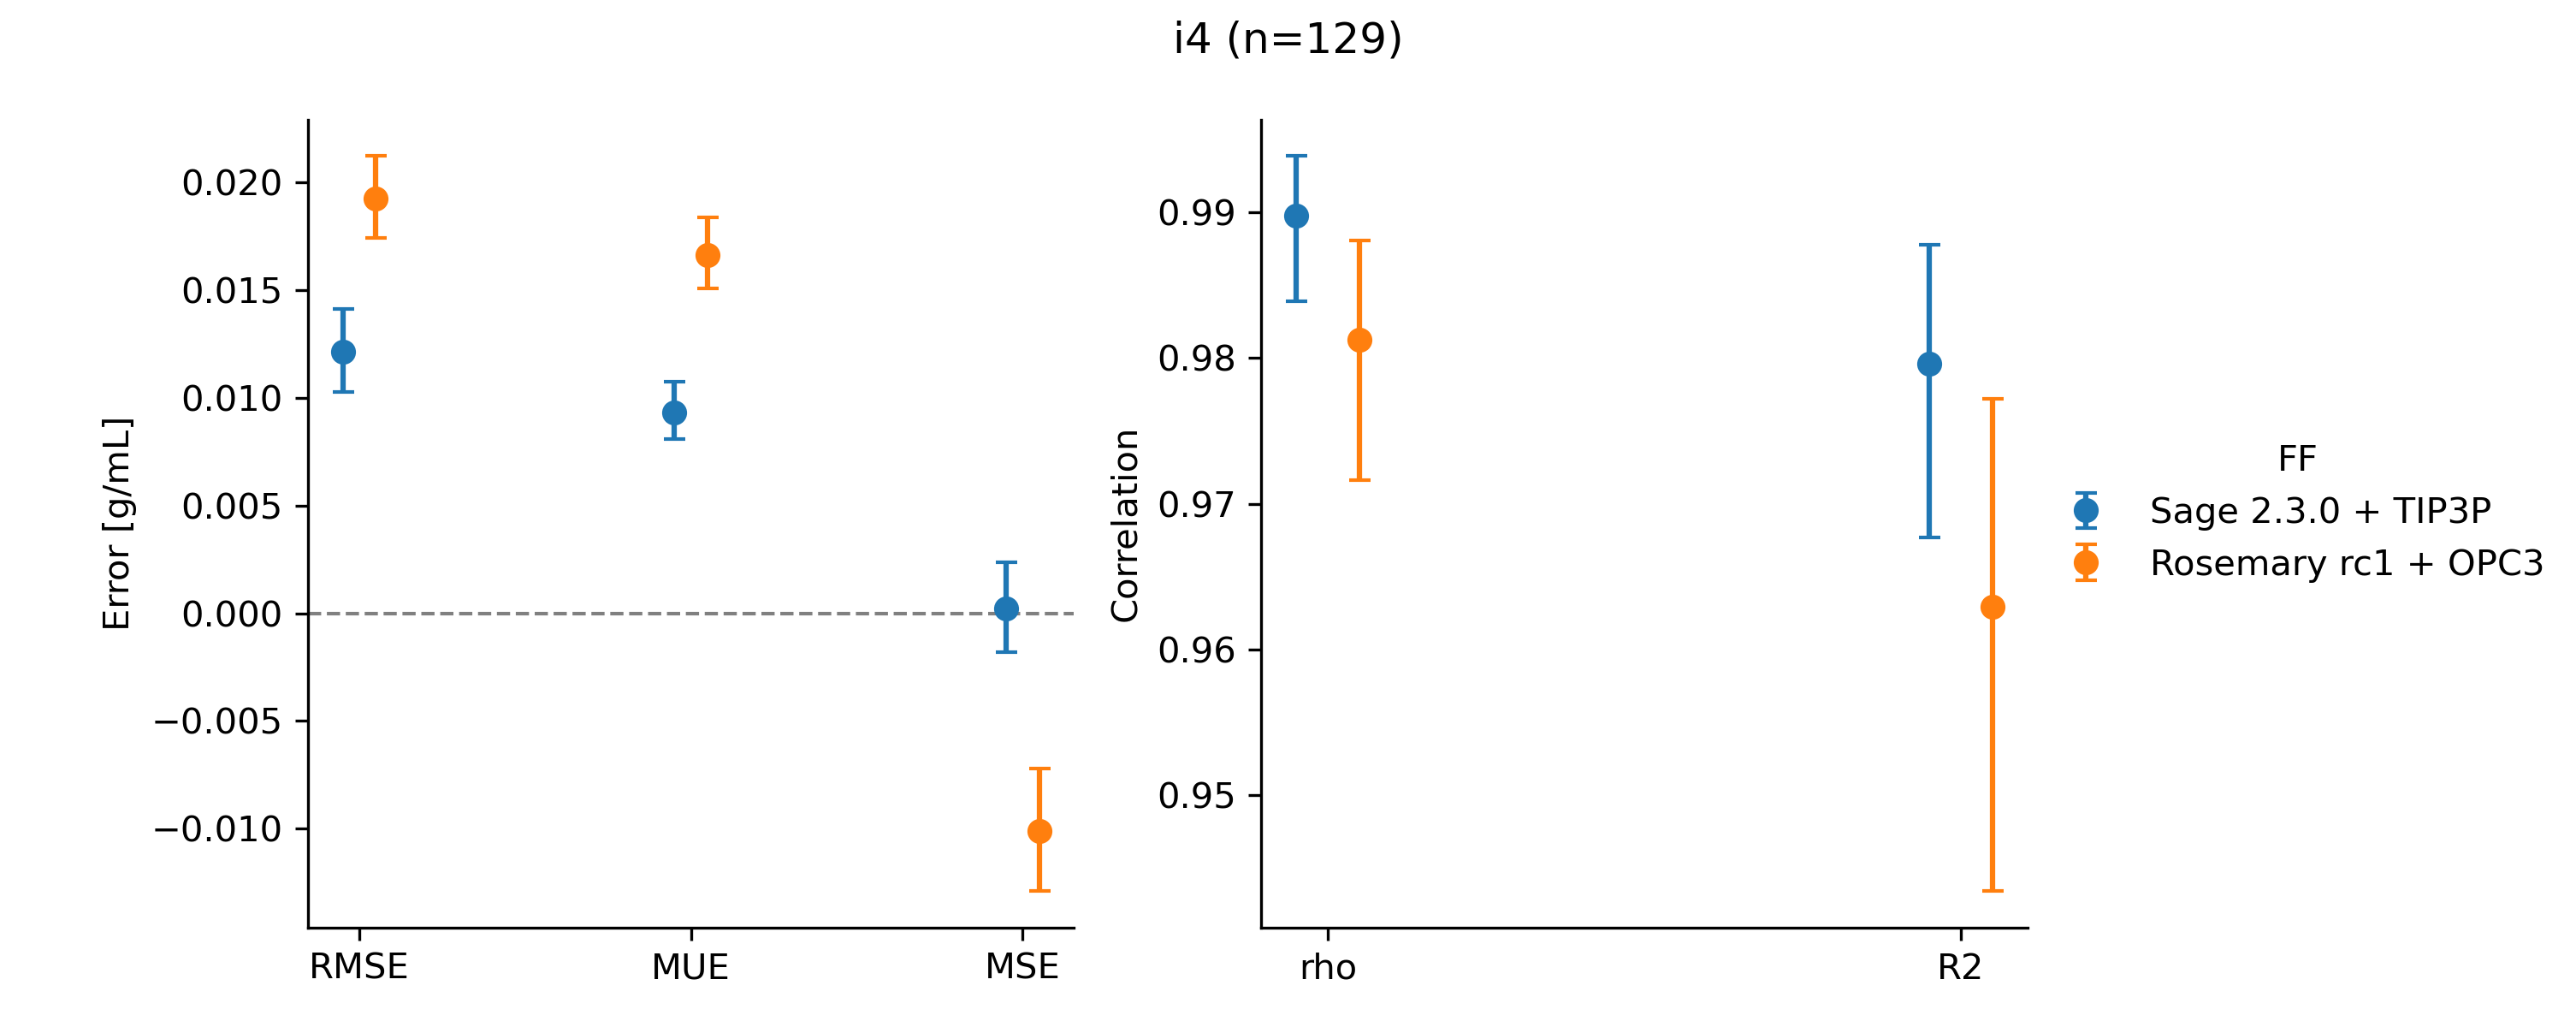 i4 (n=129)
Error [g/mL]
0.020
0.015
0.010
0.005
0.000
−0.005
−0.010
RMSE
MUE
MSE
Correlation
0.99
0.98
0.97
0.96
0.95
rho
R2
FF
Sage 2.3.0 + TIP3P
Rosemary rc1 + OPC3